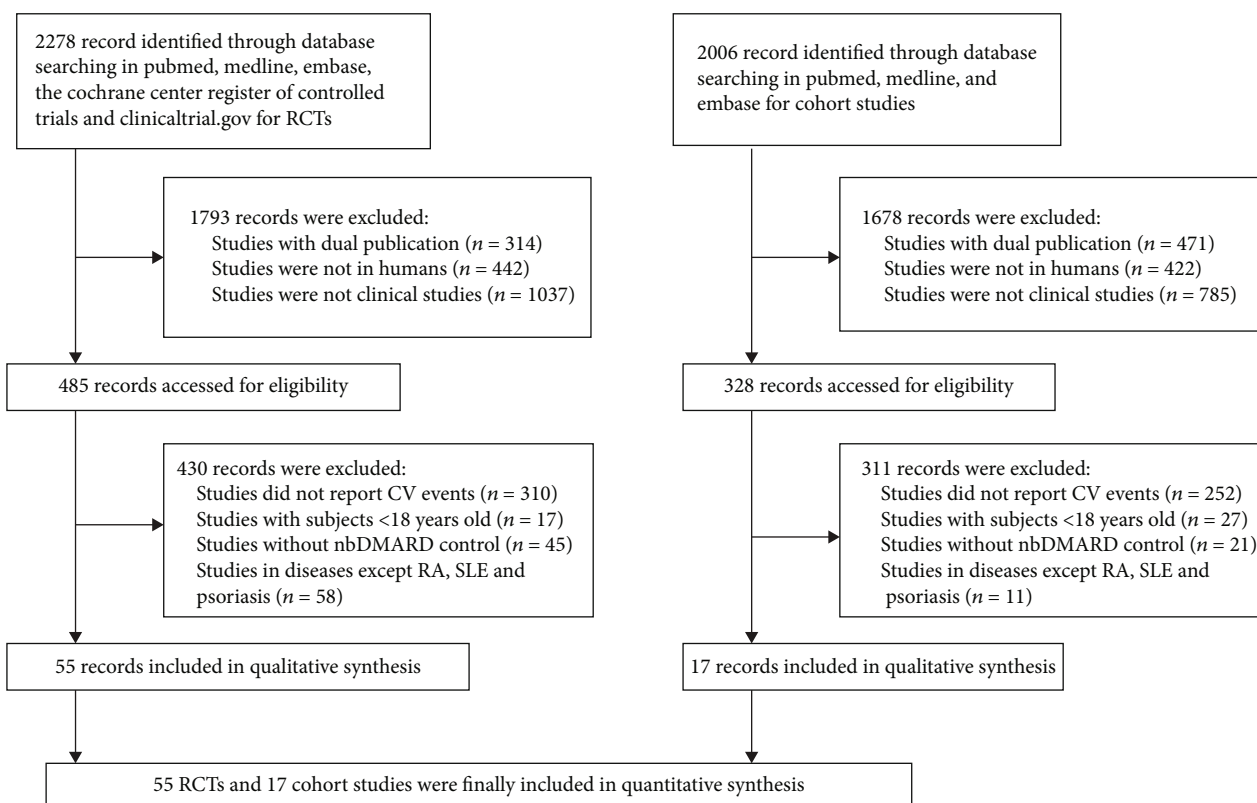 2278 record identified through database
searching in pubmed, medline, embase,
the cochrane center register of controlled
trials and clinicaltrial.gov for RCTs
1793 records were excluded:
Studies with dual publication (n = 314)
Studies were not in humans (n = 442)
Studies were not clinical studies (n = 1037)
485 records accessed for eligibility
430 records were excluded:
Studies did not report CV events (n = 310)
Studies with subjects <18 years old (n = 17)
Studies without nbDMARD control (n = 45)
Studies in diseases except RA, SLE and
psoriasis (n = 58)
55 records included in qualitative synthesis
2006 record identified through database
searching in pubmed, medline, and
embase for cohort studies
1678 records were excluded:
Studies with dual publication (n = 471)
Studies were not in humans (n = 422)
Studies were not clinical studies (n = 785)
328 records accessed for eligibility
311 records were excluded:
Studies did not report CV events (n = 252)
Studies with subjects <18 years old (n = 27)
Studies without nbDMARD control (n = 21)
Studies in diseases except RA, SLE and
psoriasis (n = 11)
17 records included in qualitative synthesis
55 RCTs and 17 cohort studies were finally included in quantitative synthesis